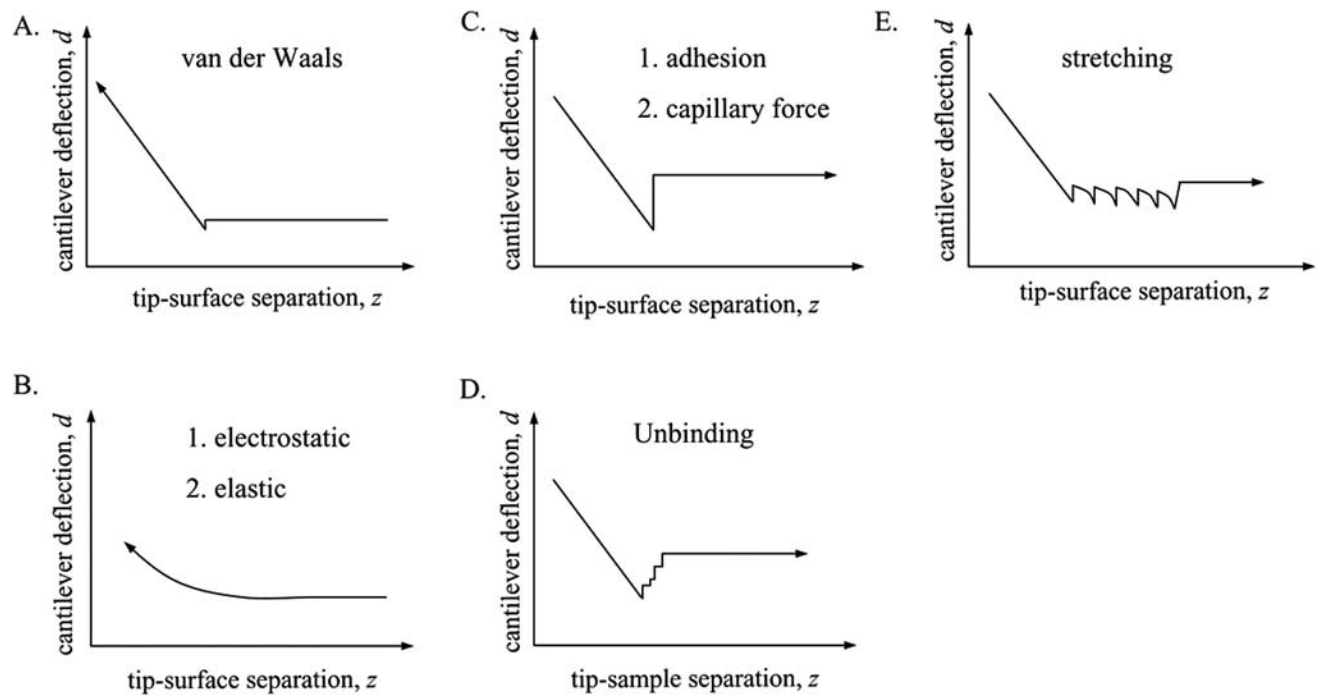 A.
cantilever deflection, d
van der Waals
tip-surface separation, z
B.
cantilever deflection, d
1. electrostatic
2. elastic
tip-surface separation, z
C.
cantilever deflection, d
1. adhesion
2. capillary force
tip-surface separation, z
D.
cantilever deflection, d
Unbinding
tip-sample separation, z
E.
cantilever deflection, d
stretching
tip-surface separation, z